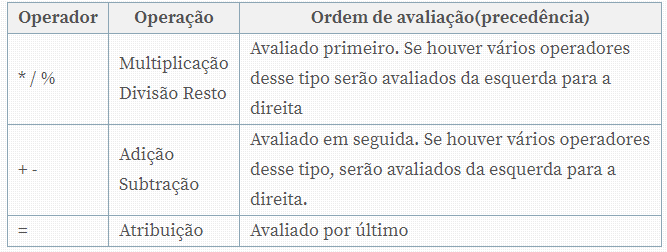 Operador Operação Ordem de avaliação(precedência)
* / %
Multiplicação
Divisão Resto
Avaliado primeiro. Se houver vários operadores
desse tipo serão avaliados da esquerda para a
direita
+ -
Adição
Subtração
Avaliado em seguida. Se houver vários operadores
desse tipo, serão avaliados da esquerda para a
direita.
= Atribuição Avaliado por último